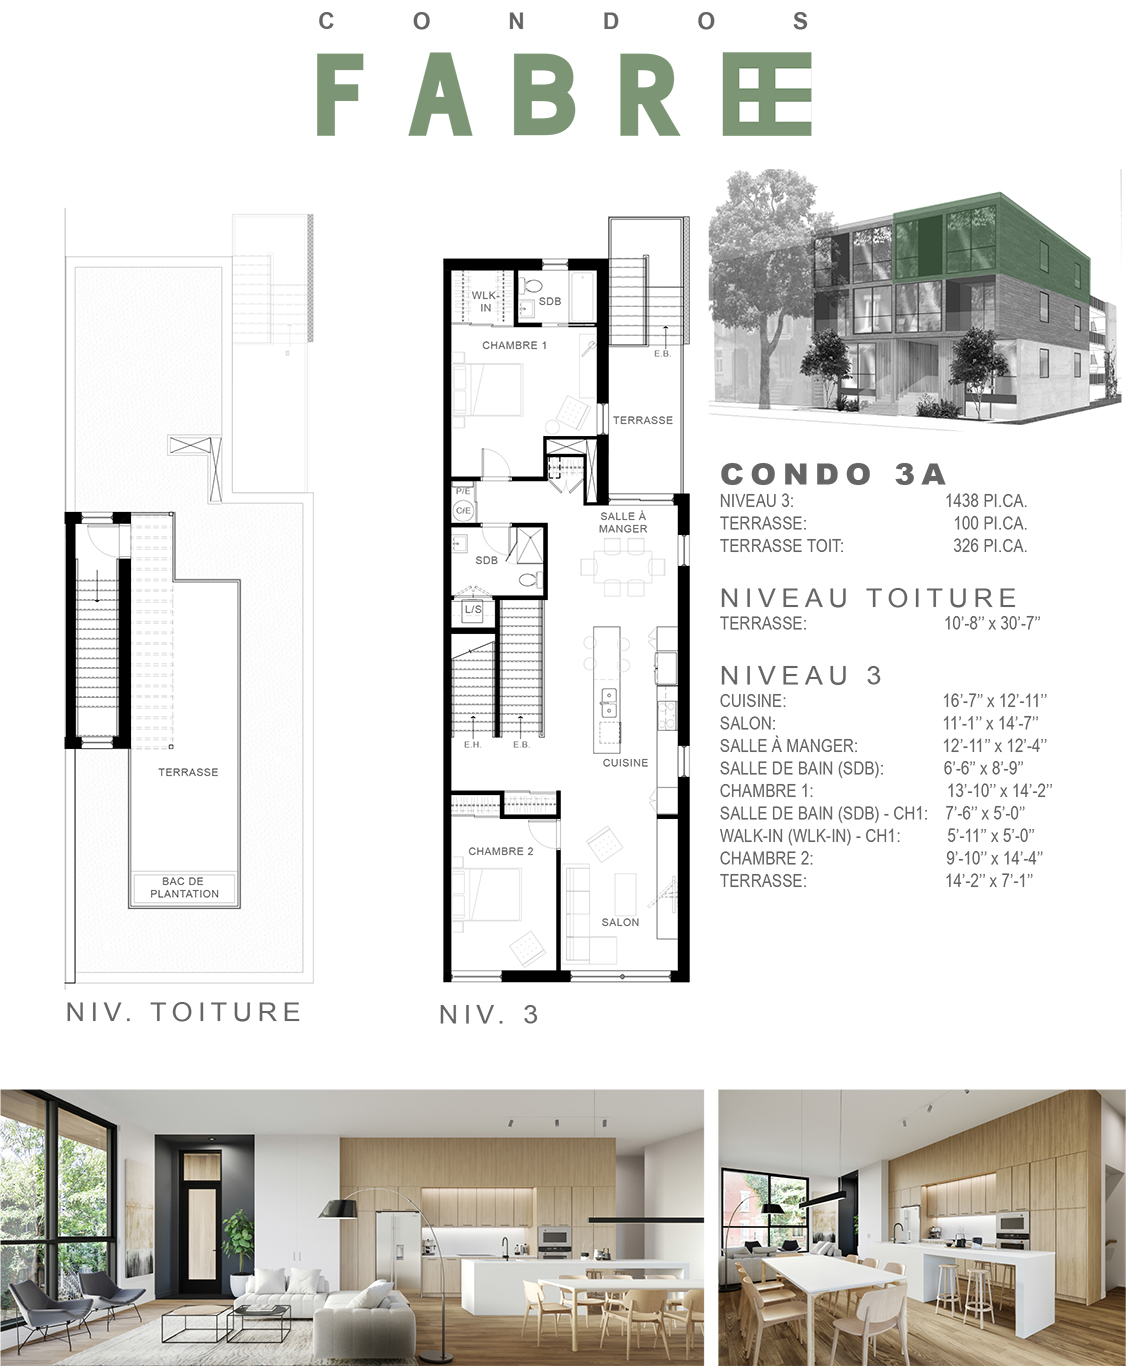 CONDOS
FABRE
WLK-
IN
SDB
CHAMBRE 1
E.B.
TERRASSE
P/E
C/E
SALLE À
MANGER
SDB
L/S
E.H.
E.B.
CUISINE
CHAMBRE 2
SALON
NIV. 3
TERRASSE
BAC DE
PLANTATION
NIV. TOITURE
CONDO 3A
NIVEAU 3: 1438 PI.CA.
TERRASSE: 100 PI.CA.
TERRASSE TOIT: 326 PI.CA.
NIVEAU TOITURE
TERRASSE: 10'-8'' x 30'-7''
NIVEAU 3
CUISINE: 16'-7'' x 12'-11''
SALON: 11'-1'' x 14'-7''
SALLE À MANGER: 12'-11'' x 12'-4''
SALLE DE BAIN (SDB): 6'-6'' x 8'-9''
CHAMBRE 1: 13'-10'' x 14'-2''
SALLE DE BAIN (SDB) - CH1: 7'-6'' x 5'-0''
WALK-IN (WLK-IN) - CH1: 5'-11'' x 5'-0''
CHAMBRE 2: 9'-10'' x 14'-4''
TERRASSE: 14'-2'' x 7'-1''